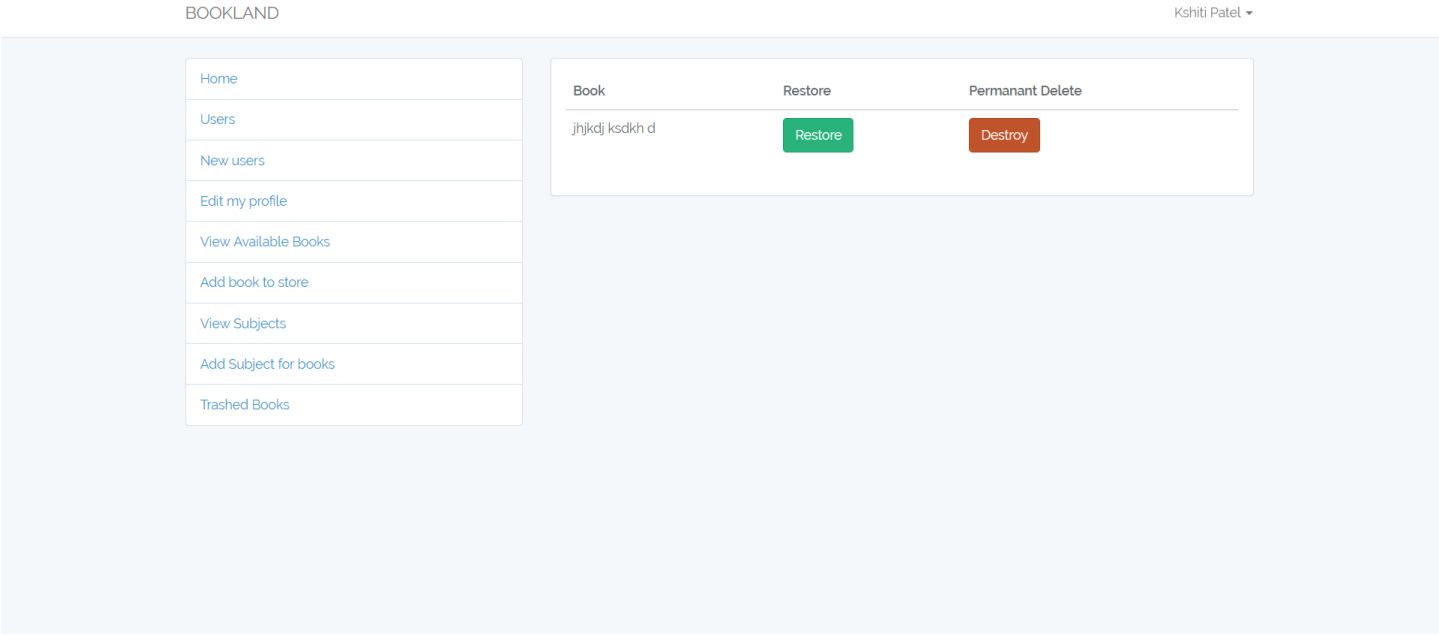 BOOKLAND
Kshiti Patel
Home
Users
New users
Edit my profile
View Available Books
Add book to store
View Subjects
Add Subject for books
Trashed Books
Book Restore Permanant Delete
jhjkdj ksdkh d Restore Destroy